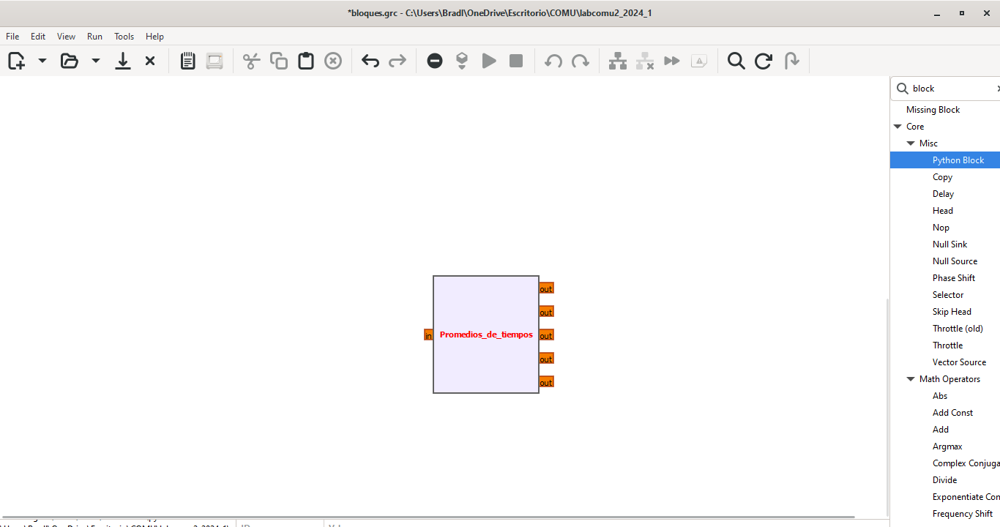 *bloques.grc - C:\Users\Bradl\OneDrive\Escritorio\COMU\labcomu2_2024_1
File Edit View Run Tools Help
block
Missing Block
Core
Misc
Python Block
Copy
Delay
Head
Nop
Null Sink
Null Source
Phase Shift
Selector
Skip Head
Throttle (old)
Throttle
Vector Source
Math Operators
Abs
Add Const
Add
Argmax
Complex Conjuga
Divide
Exponentiate Con
Frequency Shift
out
out
in Promedios_de_tiempos out
out
out